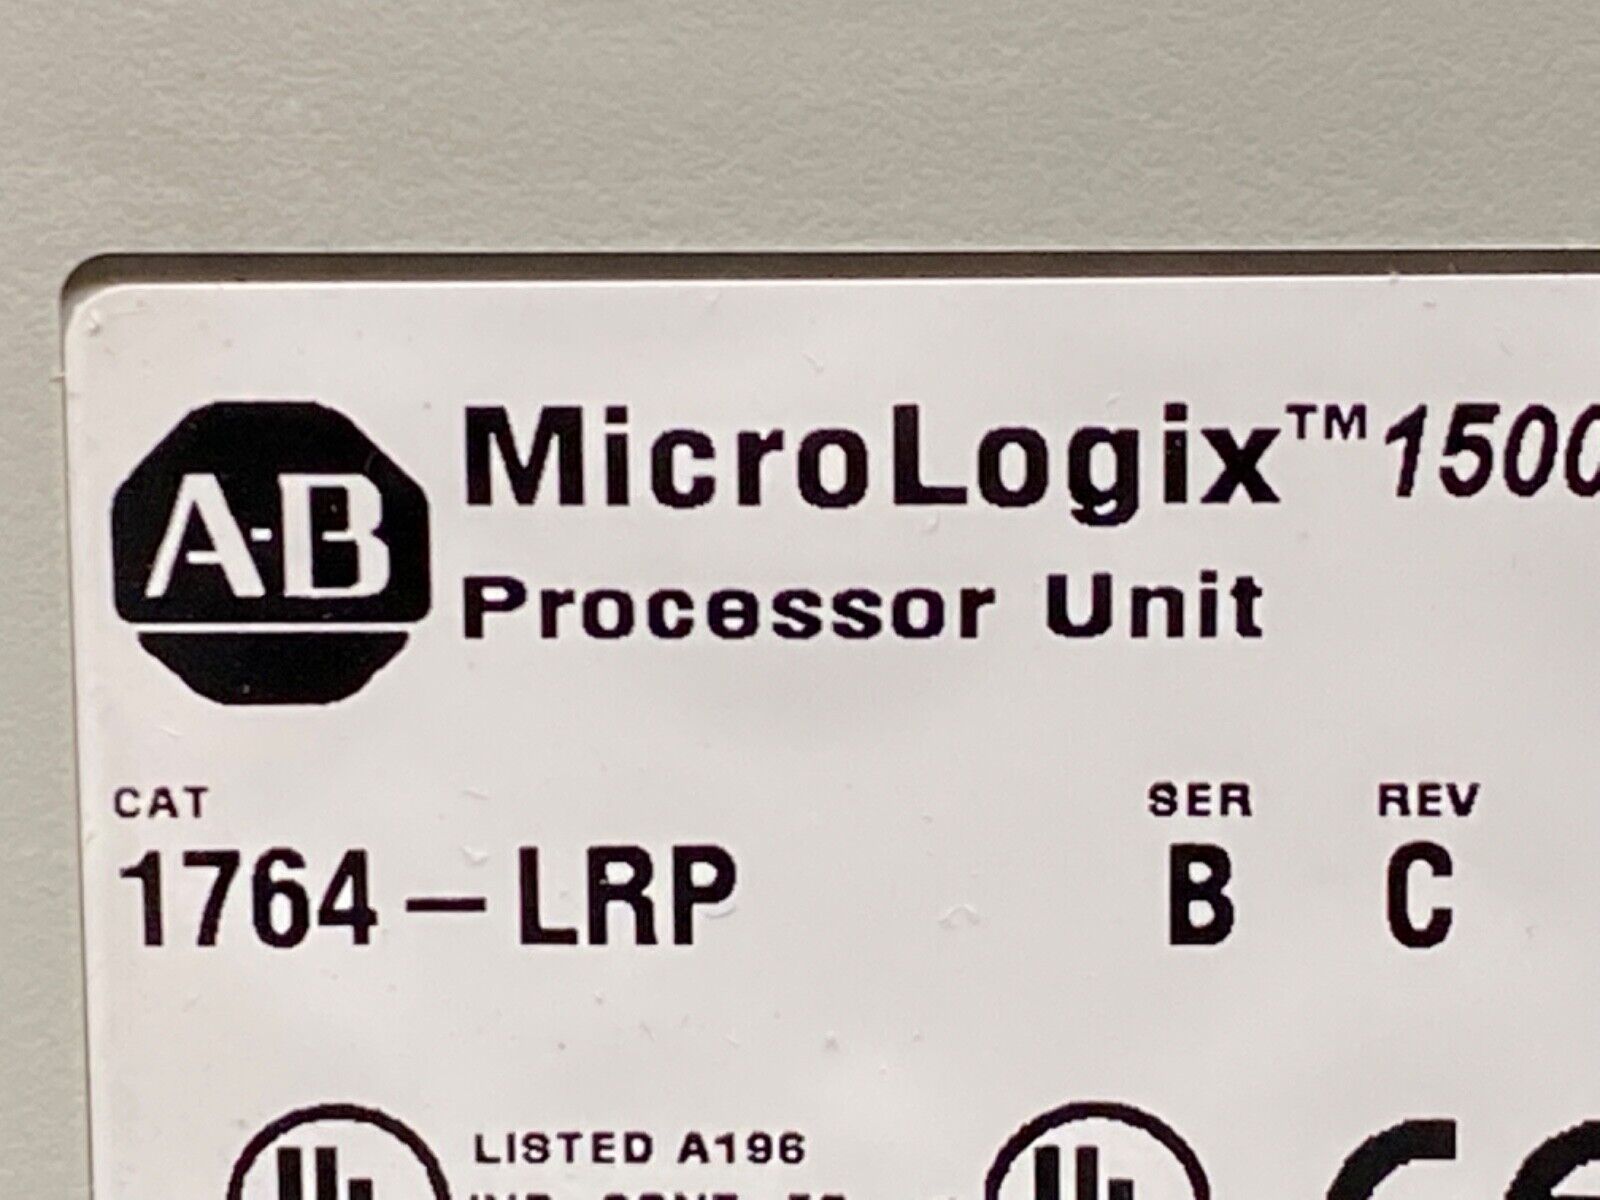 A-B
MicroLogix™ 1500
Processor Unit
CAT SER REV
1764-LRP B C
LISTED A196